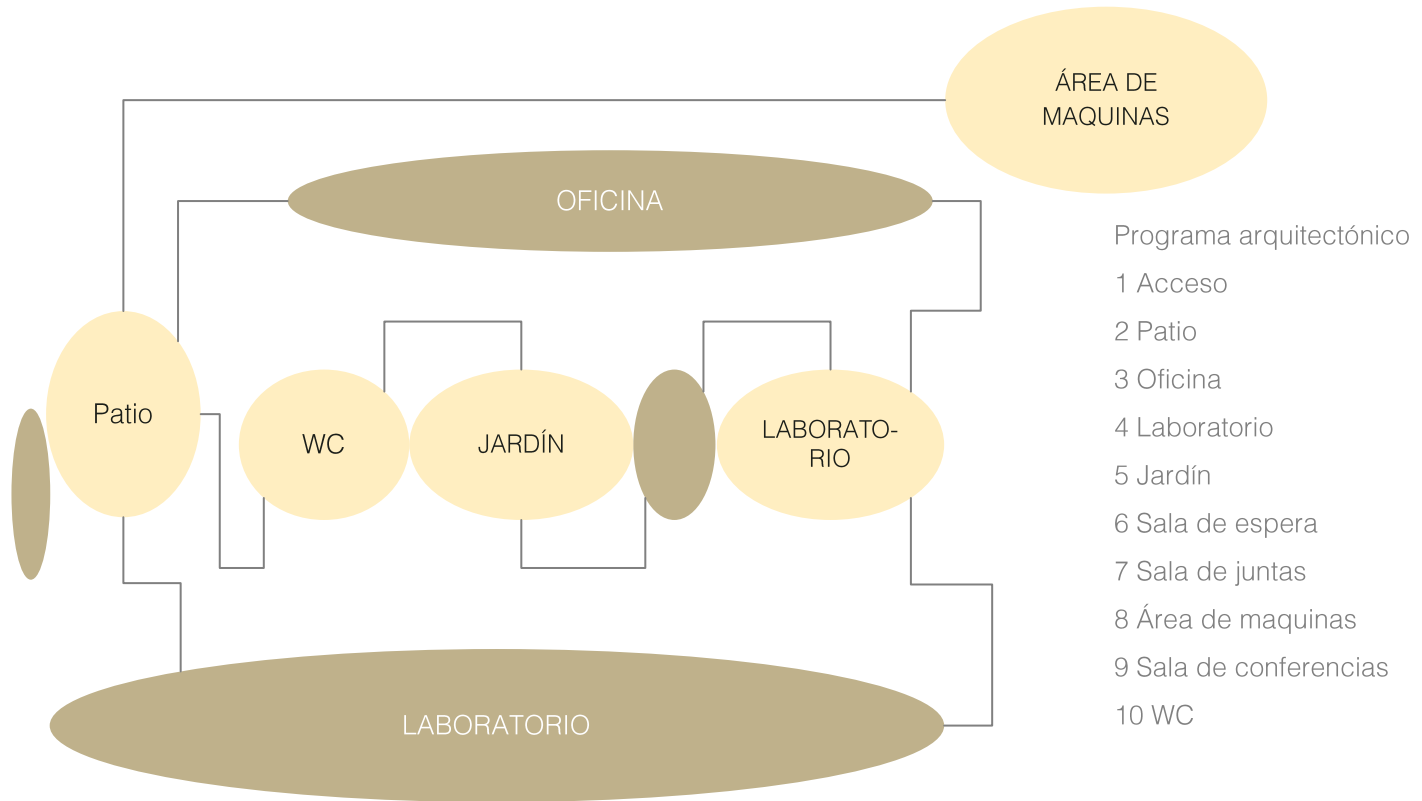 ÁREA DE
MAQUINAS
OFICINA
Patio
WC
JARDÍN
LABORATO-
RIO
LABORATORIO
Programa arquitectónico
1 Acceso
2 Patio
3 Oficina
4 Laboratorio
5 Jardín
6 Sala de espera
7 Sala de juntas
8 Área de maquinas
9 Sala de conferencias
10 WC